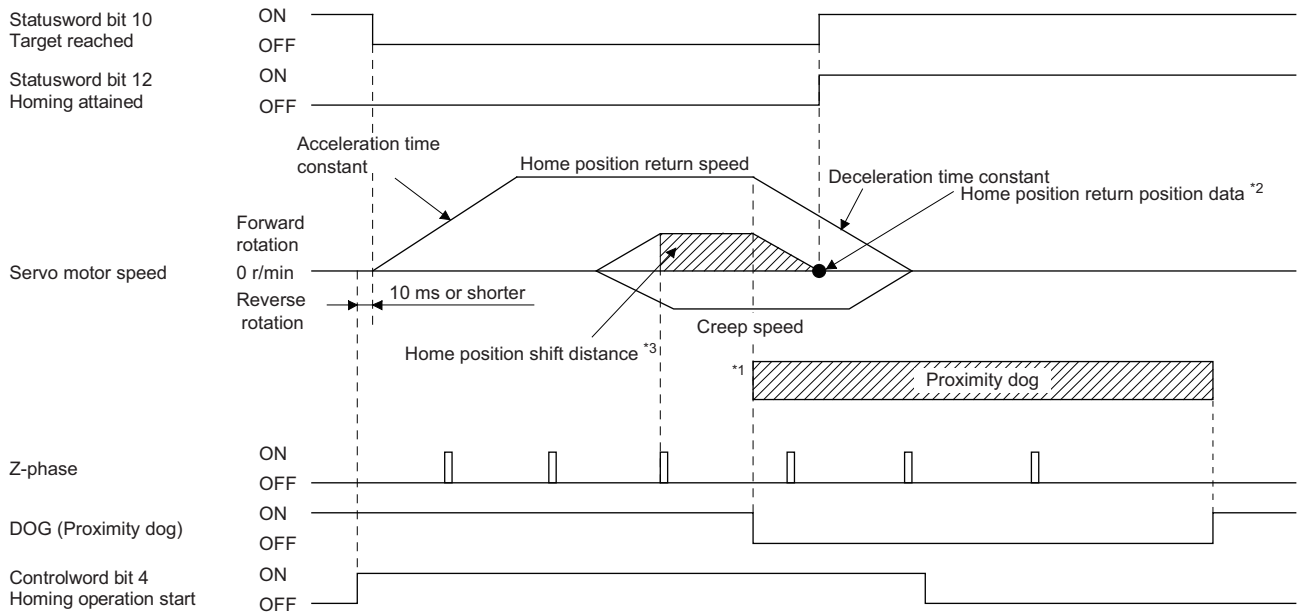 Statusword bit 10
Target reached
ON
OFF
Statusword bit 12
Homing attained
ON
OFF
Acceleration time
constant
Home position return speed
Deceleration time constant
Home position return position data *2
Forward
rotation
Servo motor speed
0 r/min
Reverse
rotation
10 ms or shorter
Creep speed
Home position shift distance *3
*1
Proximity dog
Z-phase
ON
OFF
DOG (Proximity dog)
ON
OFF
Controlword bit 4
Homing operation start
ON
OFF